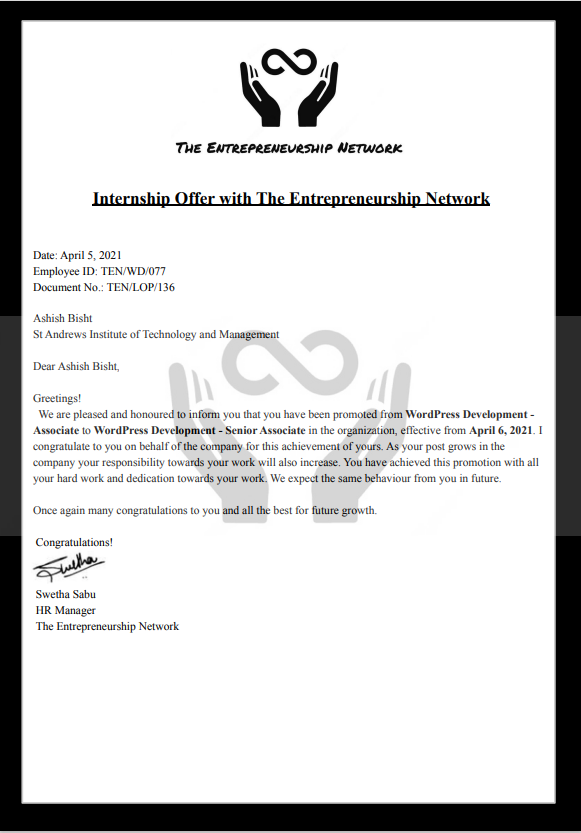 The Entrepreneurship Network
Internship Offer with The Entrepreneurship Network
Date: April 5, 2021
Employee ID: TEN/WD/077
Document No.: TEN/LOP/136
Ashish Bisht
St Andrews Institute of Technology and Management
Dear Ashish Bisht,
Greetings!
We are pleased and honoured to inform you that you have been promoted from WordPress Development -
Associate to WordPress Development - Senior Associate in the organization, effective from April 6, 2021. I
congratulate to you on behalf of the company for this achievement of yours. As your post grows in the
company your responsibility towards your work will also increase. You have achieved this promotion with all
your hard work and dedication towards your work. We expect the same behaviour from you in future.
Once again many congratulations to you and all the best for future growth.
Congratulations!
Swetha
Swetha Sabu
HR Manager
The Entrepreneurship Network